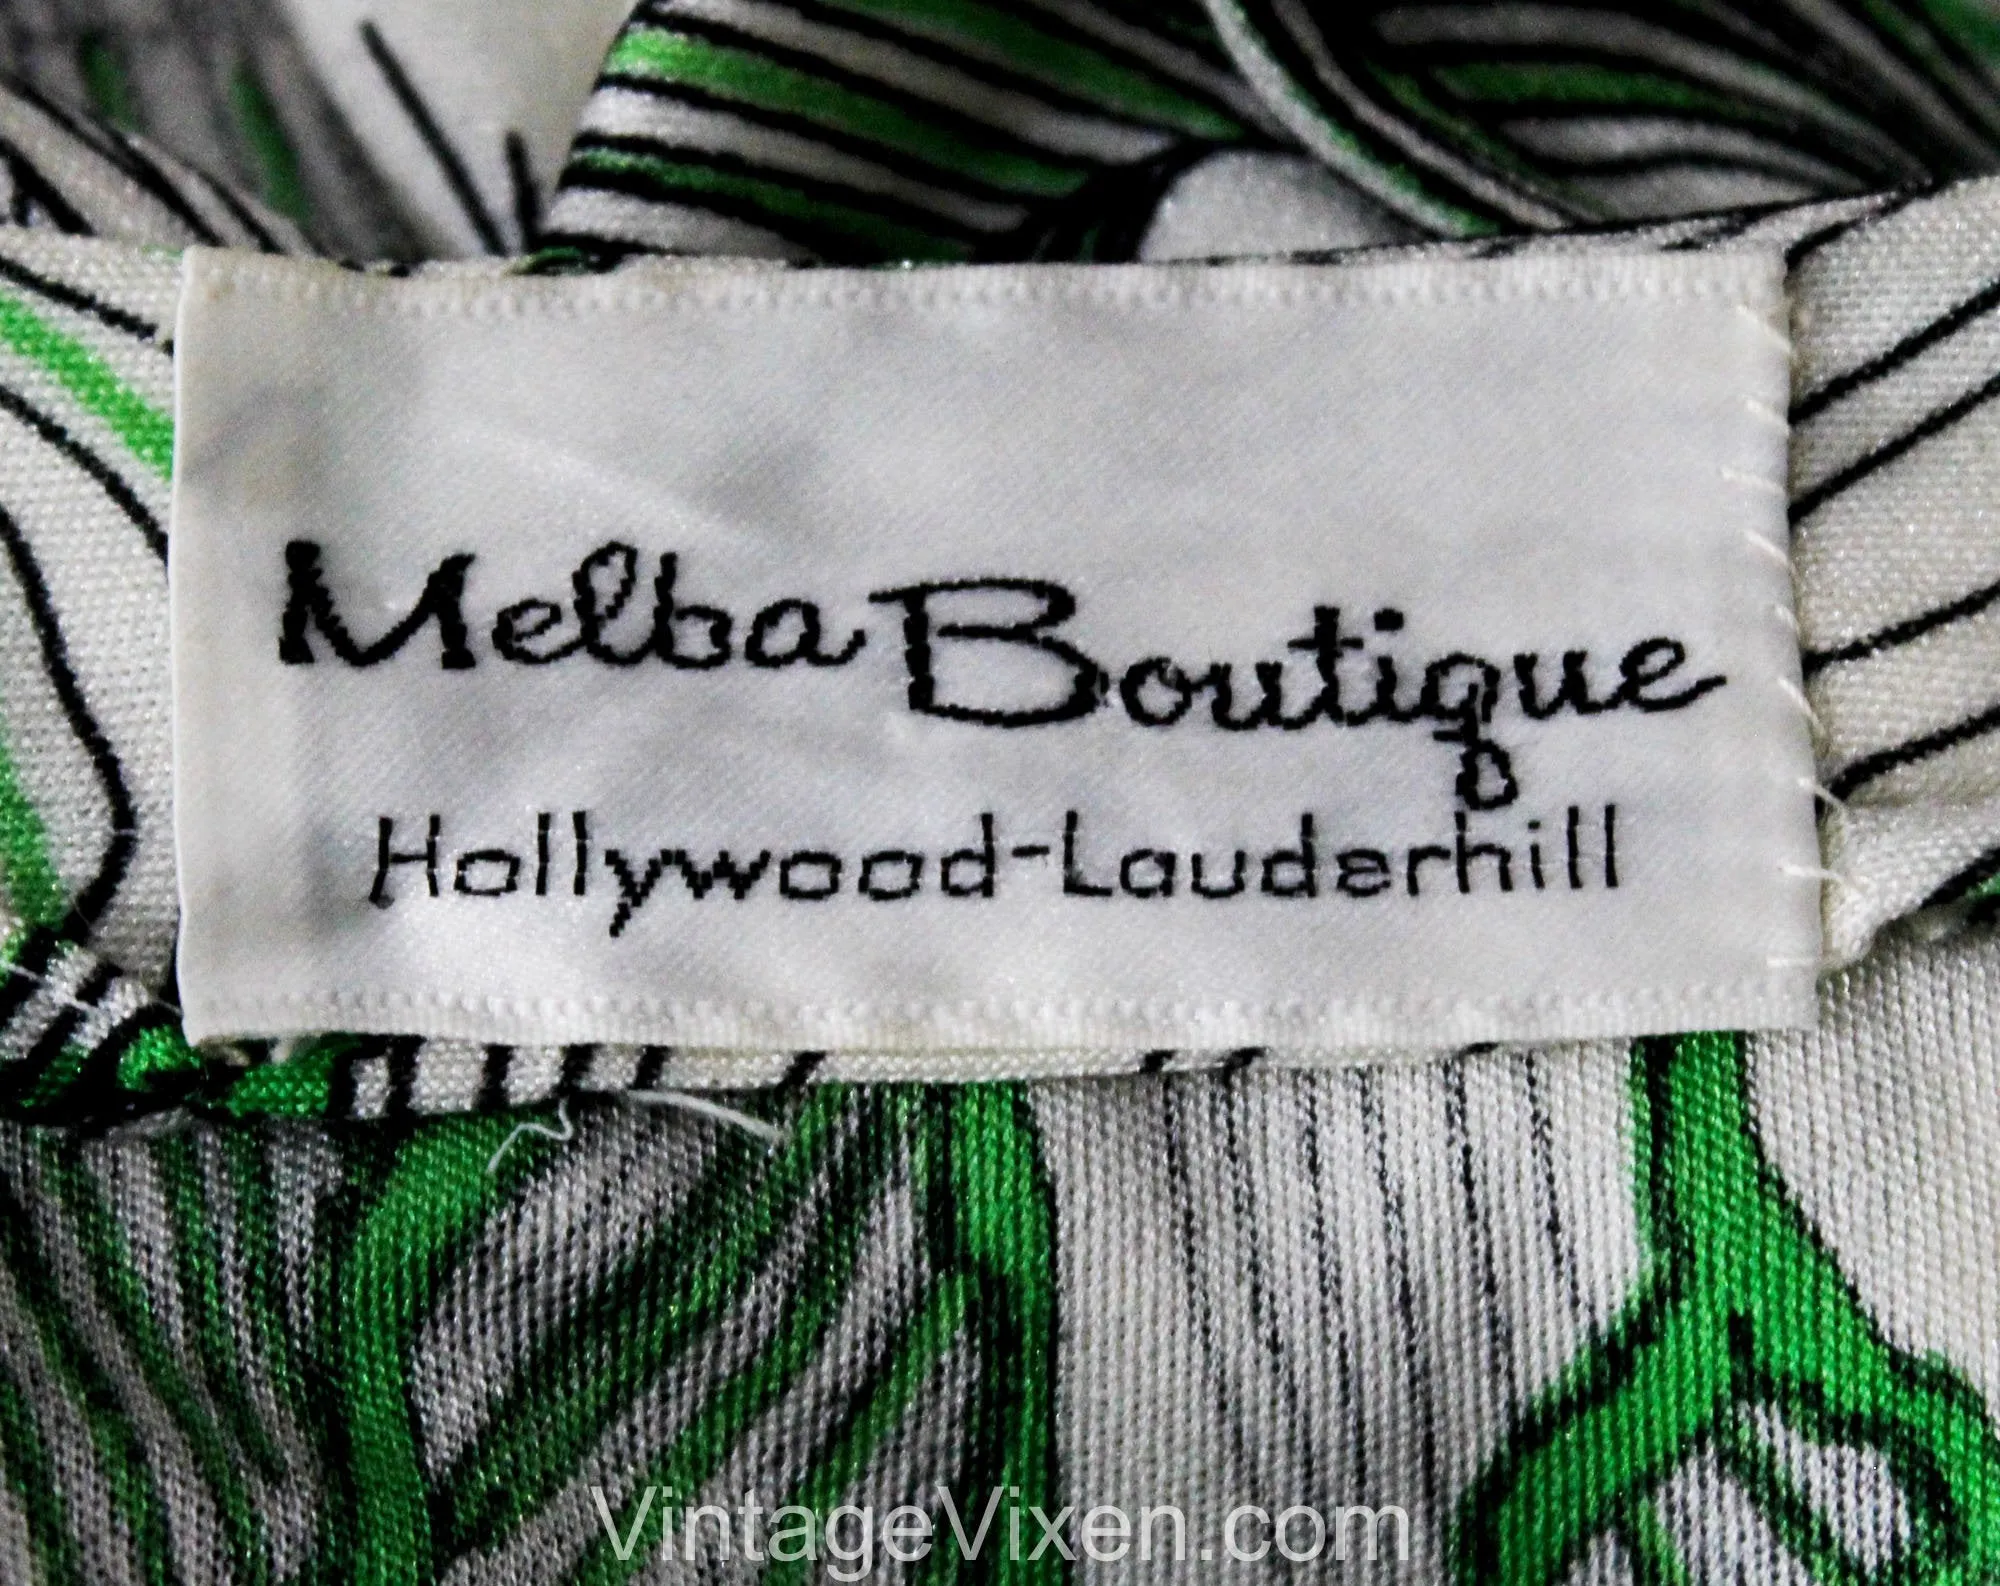 Melba Boutique
Hollywood-Lauderhill
VintageVixen.com